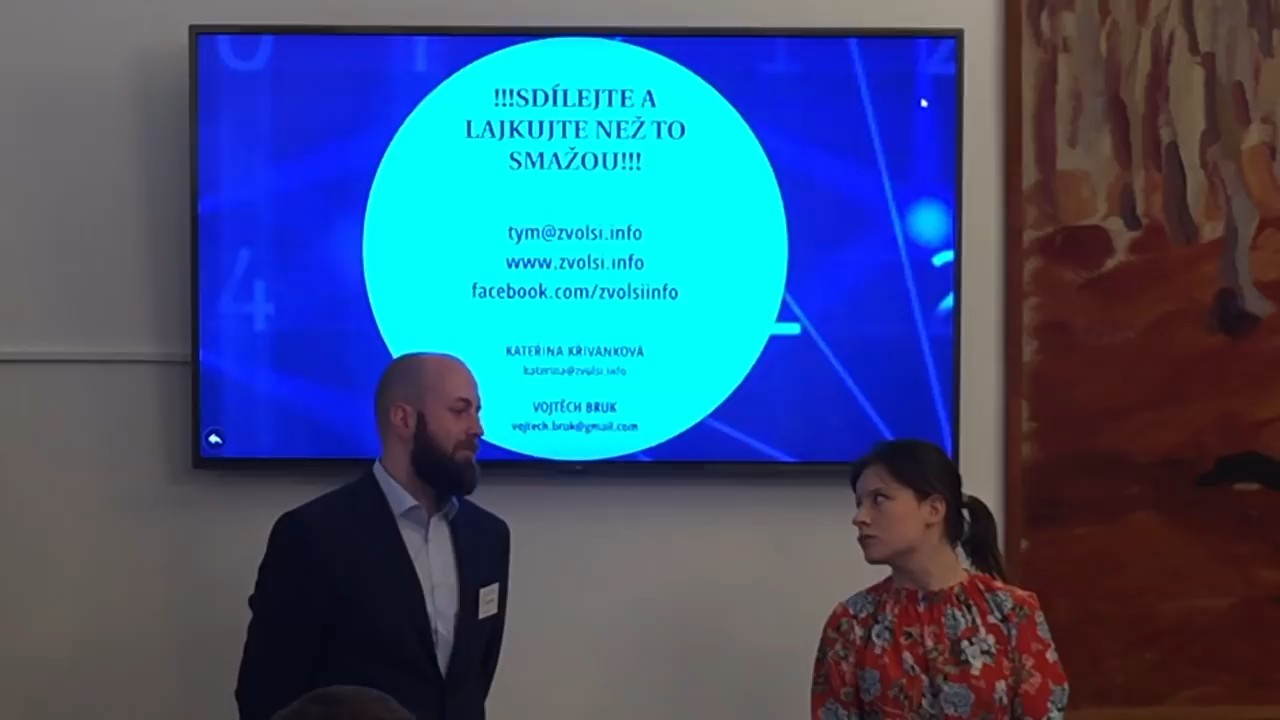 !!!SDÍLEJTE A
LAJKUJTE NEŽ TO
SMAŽOU!!!
tym@zvolsi.info
www.zvolsi.info
facebook.com/zvolsiinfo
KATEŘINA KŘIVÁNKOVÁ
katerina@zvolsi.info
VOJTĚCH BRUK
vojtech.bruk@gmail.com